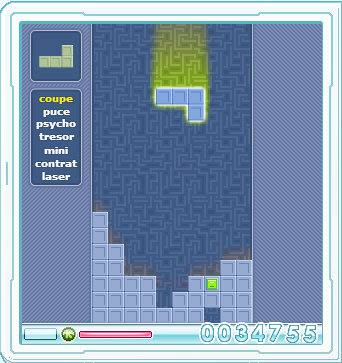 coupe
puce
psycho
tresor
mini
contrat
laser
0034755